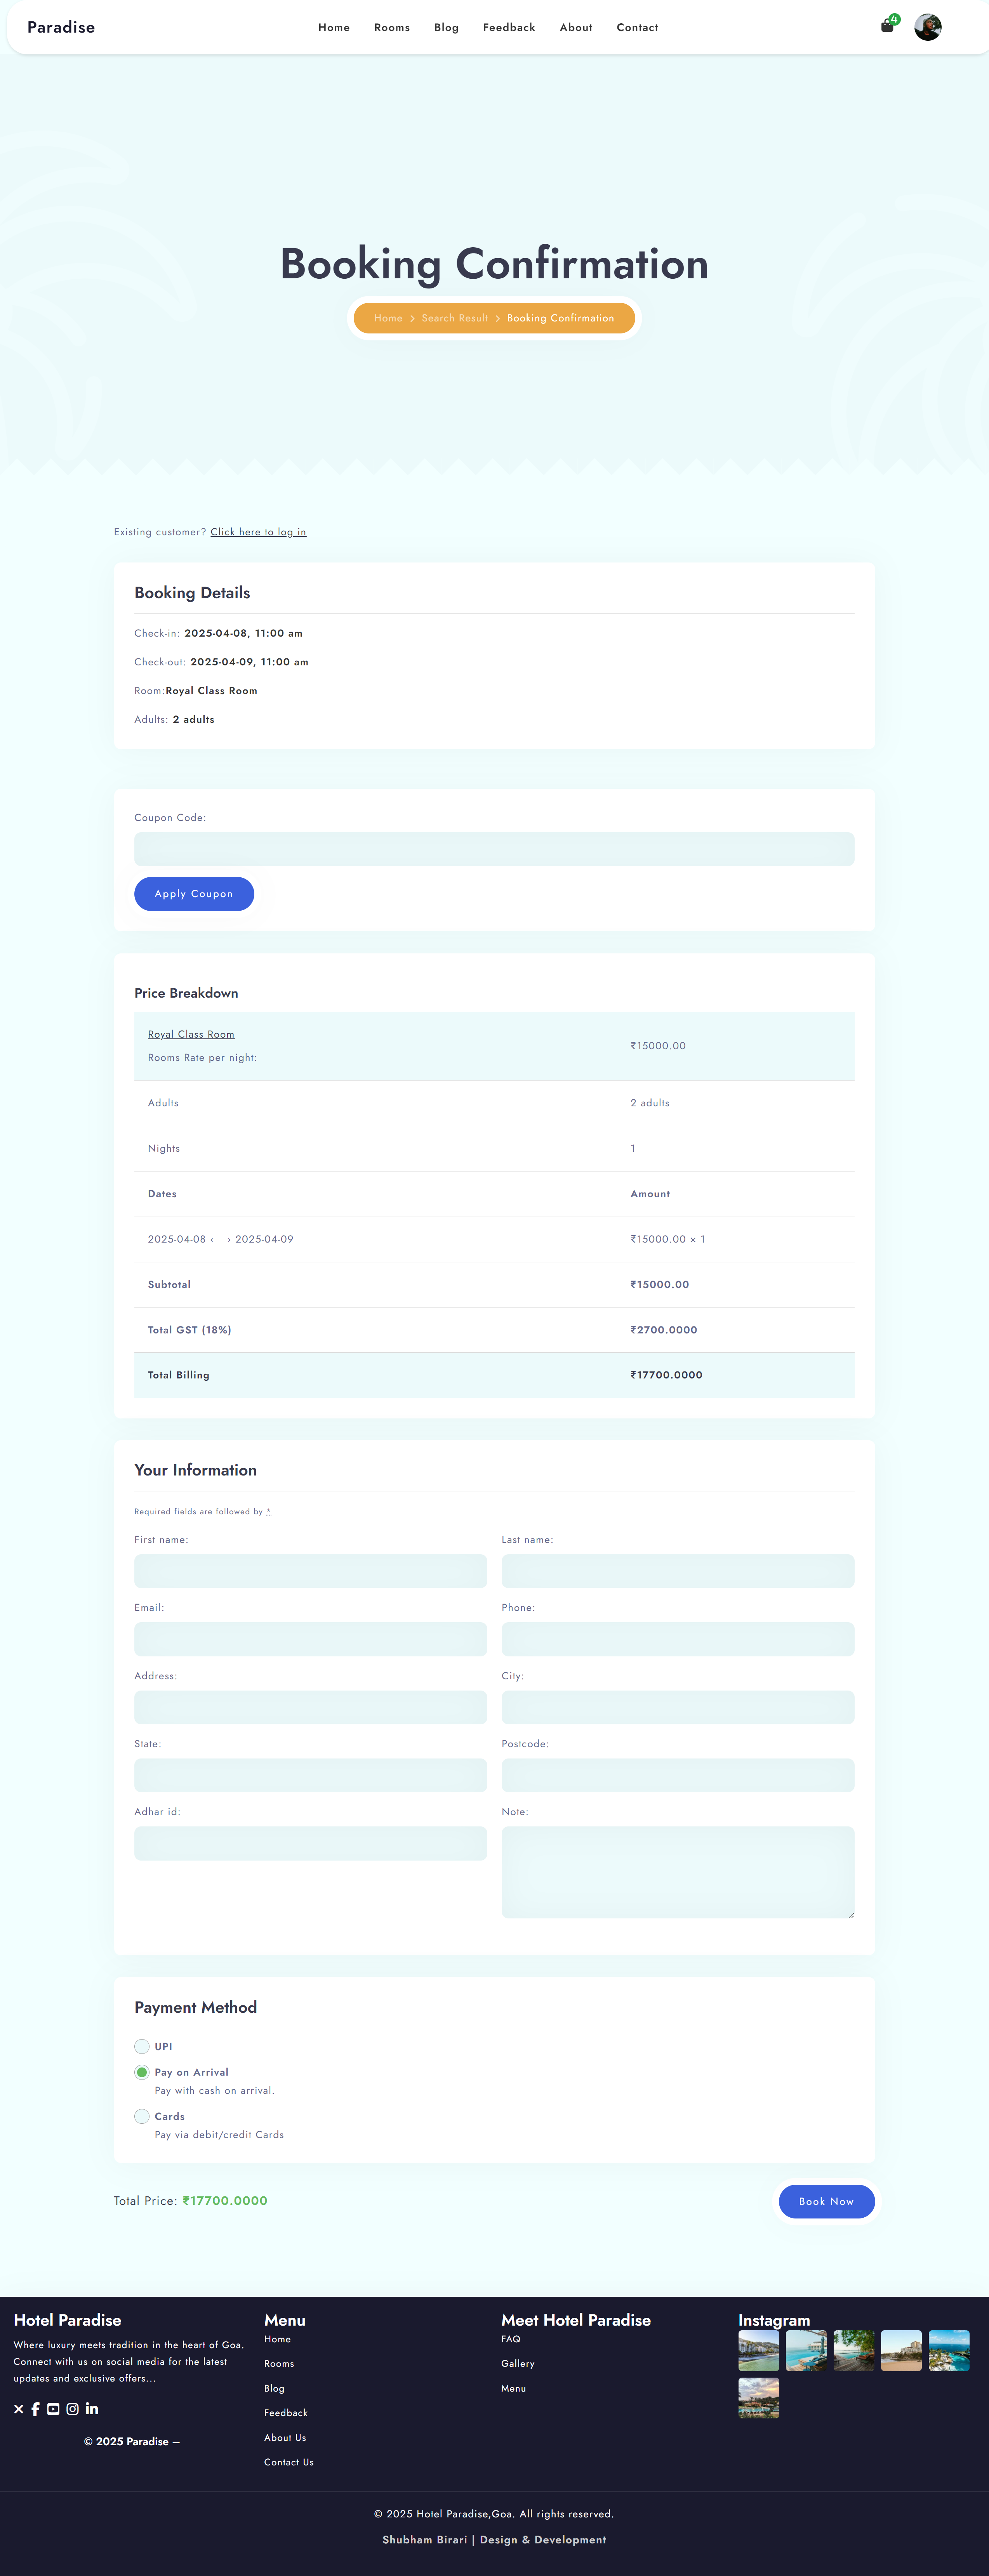 Paradise
Home Rooms Blog Feedback About Contact
4
Booking Confirmation
Home > Search Result > Booking Confirmation
Existing customer? Click here to log in
Booking Details
Check-in: 2025-04-08, 11:00 am
Check-out: 2025-04-09, 11:00 am
Room:Royal Class Room
Adults: 2 adults
Coupon Code:
Apply Coupon
Price Breakdown
Royal Class Room
Rooms Rate per night:
₹15000.00
Adults 2 adults
Nights 1
Dates Amount
2025-04-08 ←→ 2025-04-09 ₹15000.00 × 1
Subtotal ₹15000.00
Total GST (18%) ₹2700.0000
Total Billing ₹17700.0000
Your Information
Required fields are followed by *
First name: Last name:
Email: Phone:
Address: City:
State: Postcode:
Adhar id: Note:
Payment Method
UPI
Pay on Arrival
Pay with cash on arrival.
Cards
Pay via debit/credit Cards
Total Price: ₹17700.0000
Book Now
Hotel Paradise
Where luxury meets tradition in the heart of Goa.
Connect with us on social media for the latest
updates and exclusive offers...
© 2025 Paradise –
Menu
Home
Rooms
Blog
Feedback
About Us
Contact Us
Meet Hotel Paradise
FAQ
Gallery
Menu
Instagram
© 2025 Hotel Paradise,Goa. All rights reserved.
Shubham Birari | Design & Development